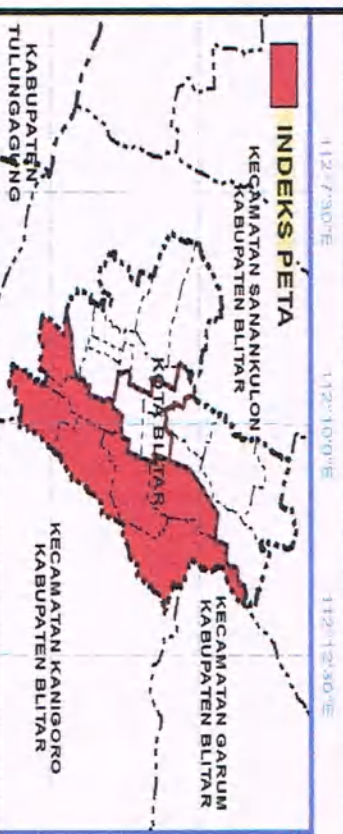 112°7'30"E
112°10'0"E
112°12'30"E
INDEKS PETA
KECAMATAN SANANKULON
KABUPATEN BLITAR
KOTA BLITAR
KECAMATAN GARUM
KABUPATEN BLITAR
KECAMATAN KANIGORO
KABUPATEN BLITAR
KABUPATEN
TULUNGAGUNG